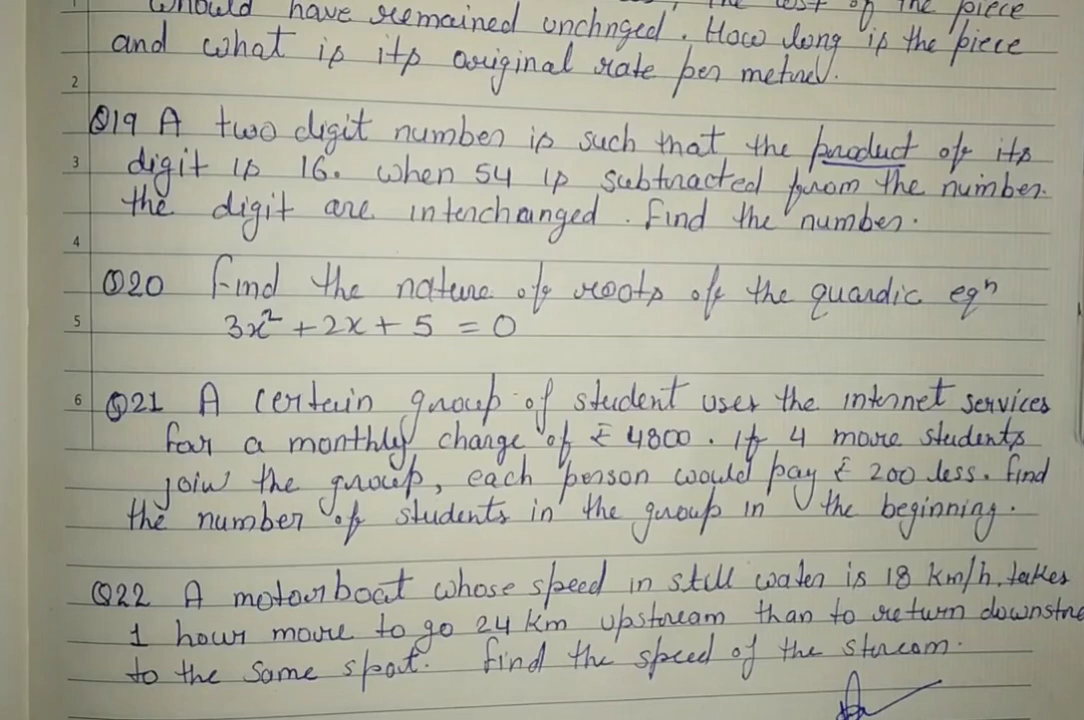 whould have remained unchnged. How long is the piece
and what is its original rate per metre.
2
Q19 A two digit number is such that the product of its
3 digit is 16. when 54 is subtracted from the number.
the digit are interchanged. Find the number.
4
Q20 Find the nature of roots of the quardic eqn
5 3x² + 2x + 5 = 0
6 Q21 A certain group of student uses the internet services
for a monthly charge of ₹ 4800. If 4 more students
join the group, each person would pay ₹ 200 less. Find
the number of students in the group in the beginning.
Q22 A motorboat whose speed in still water is 18 km/h, takes
1 hour more to go 24 km upstream than to return downstre
to the same spot. find the speed of the stream.